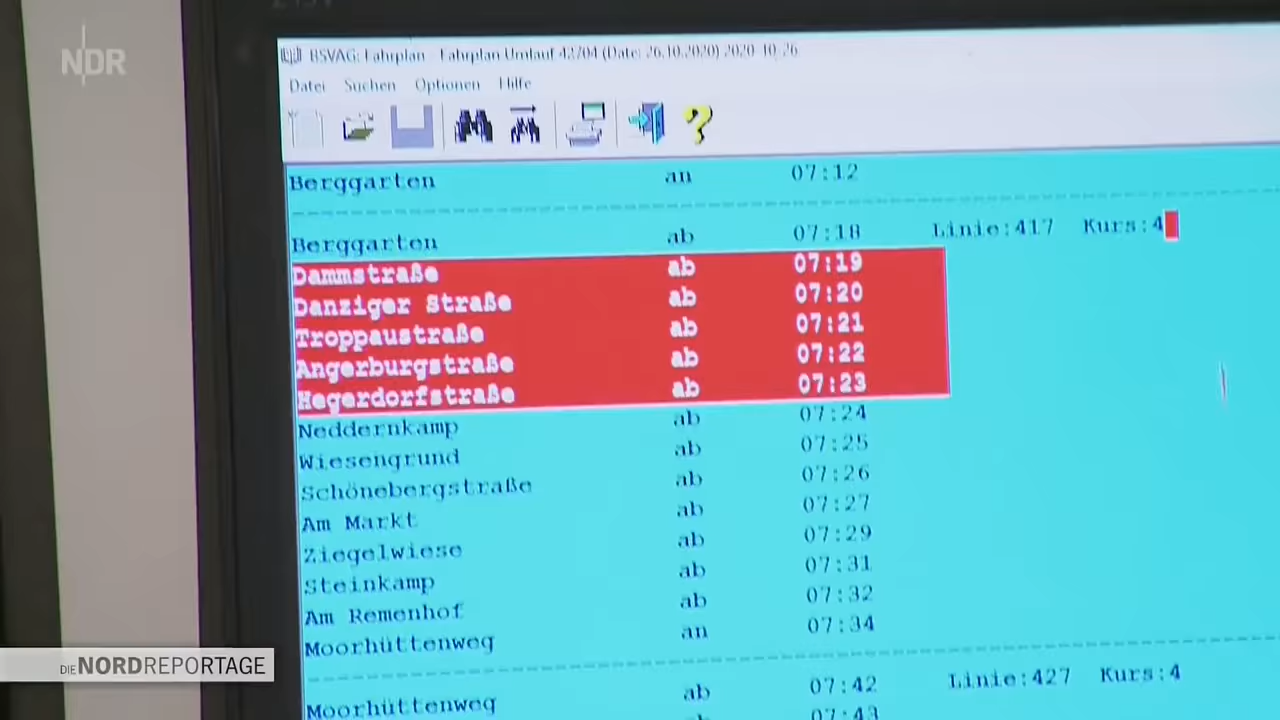 NDR
BSVAG: Fahrplan - Fahrplan Umlauf 42/04 (Date: 26.10.2020) 2020-10-26
Datei Suchen Optionen Hilfe
Berggarten an 07:12
Berggarten ab 07:18 Linie:417 Kurs:4
Dammstraße ab 07:19
Danziger Straße ab 07:20
Troppaustraße ab 07:21
Angerburgstraße ab 07:22
Hegerdorfstraße ab 07:23
Neddernkamp ab 07:24
Wiesengrund ab 07:25
Schönebergstraße ab 07:26
Am Markt ab 07:27
Ziegelwiese ab 07:29
Steinkamp ab 07:31
Am Remenhof ab 07:32
Moorhüttenweg an 07:34
Moorhüttenweg ab 07:42 Linie:427 Kurs:4
07:43
DIE NORDREPORTAGE